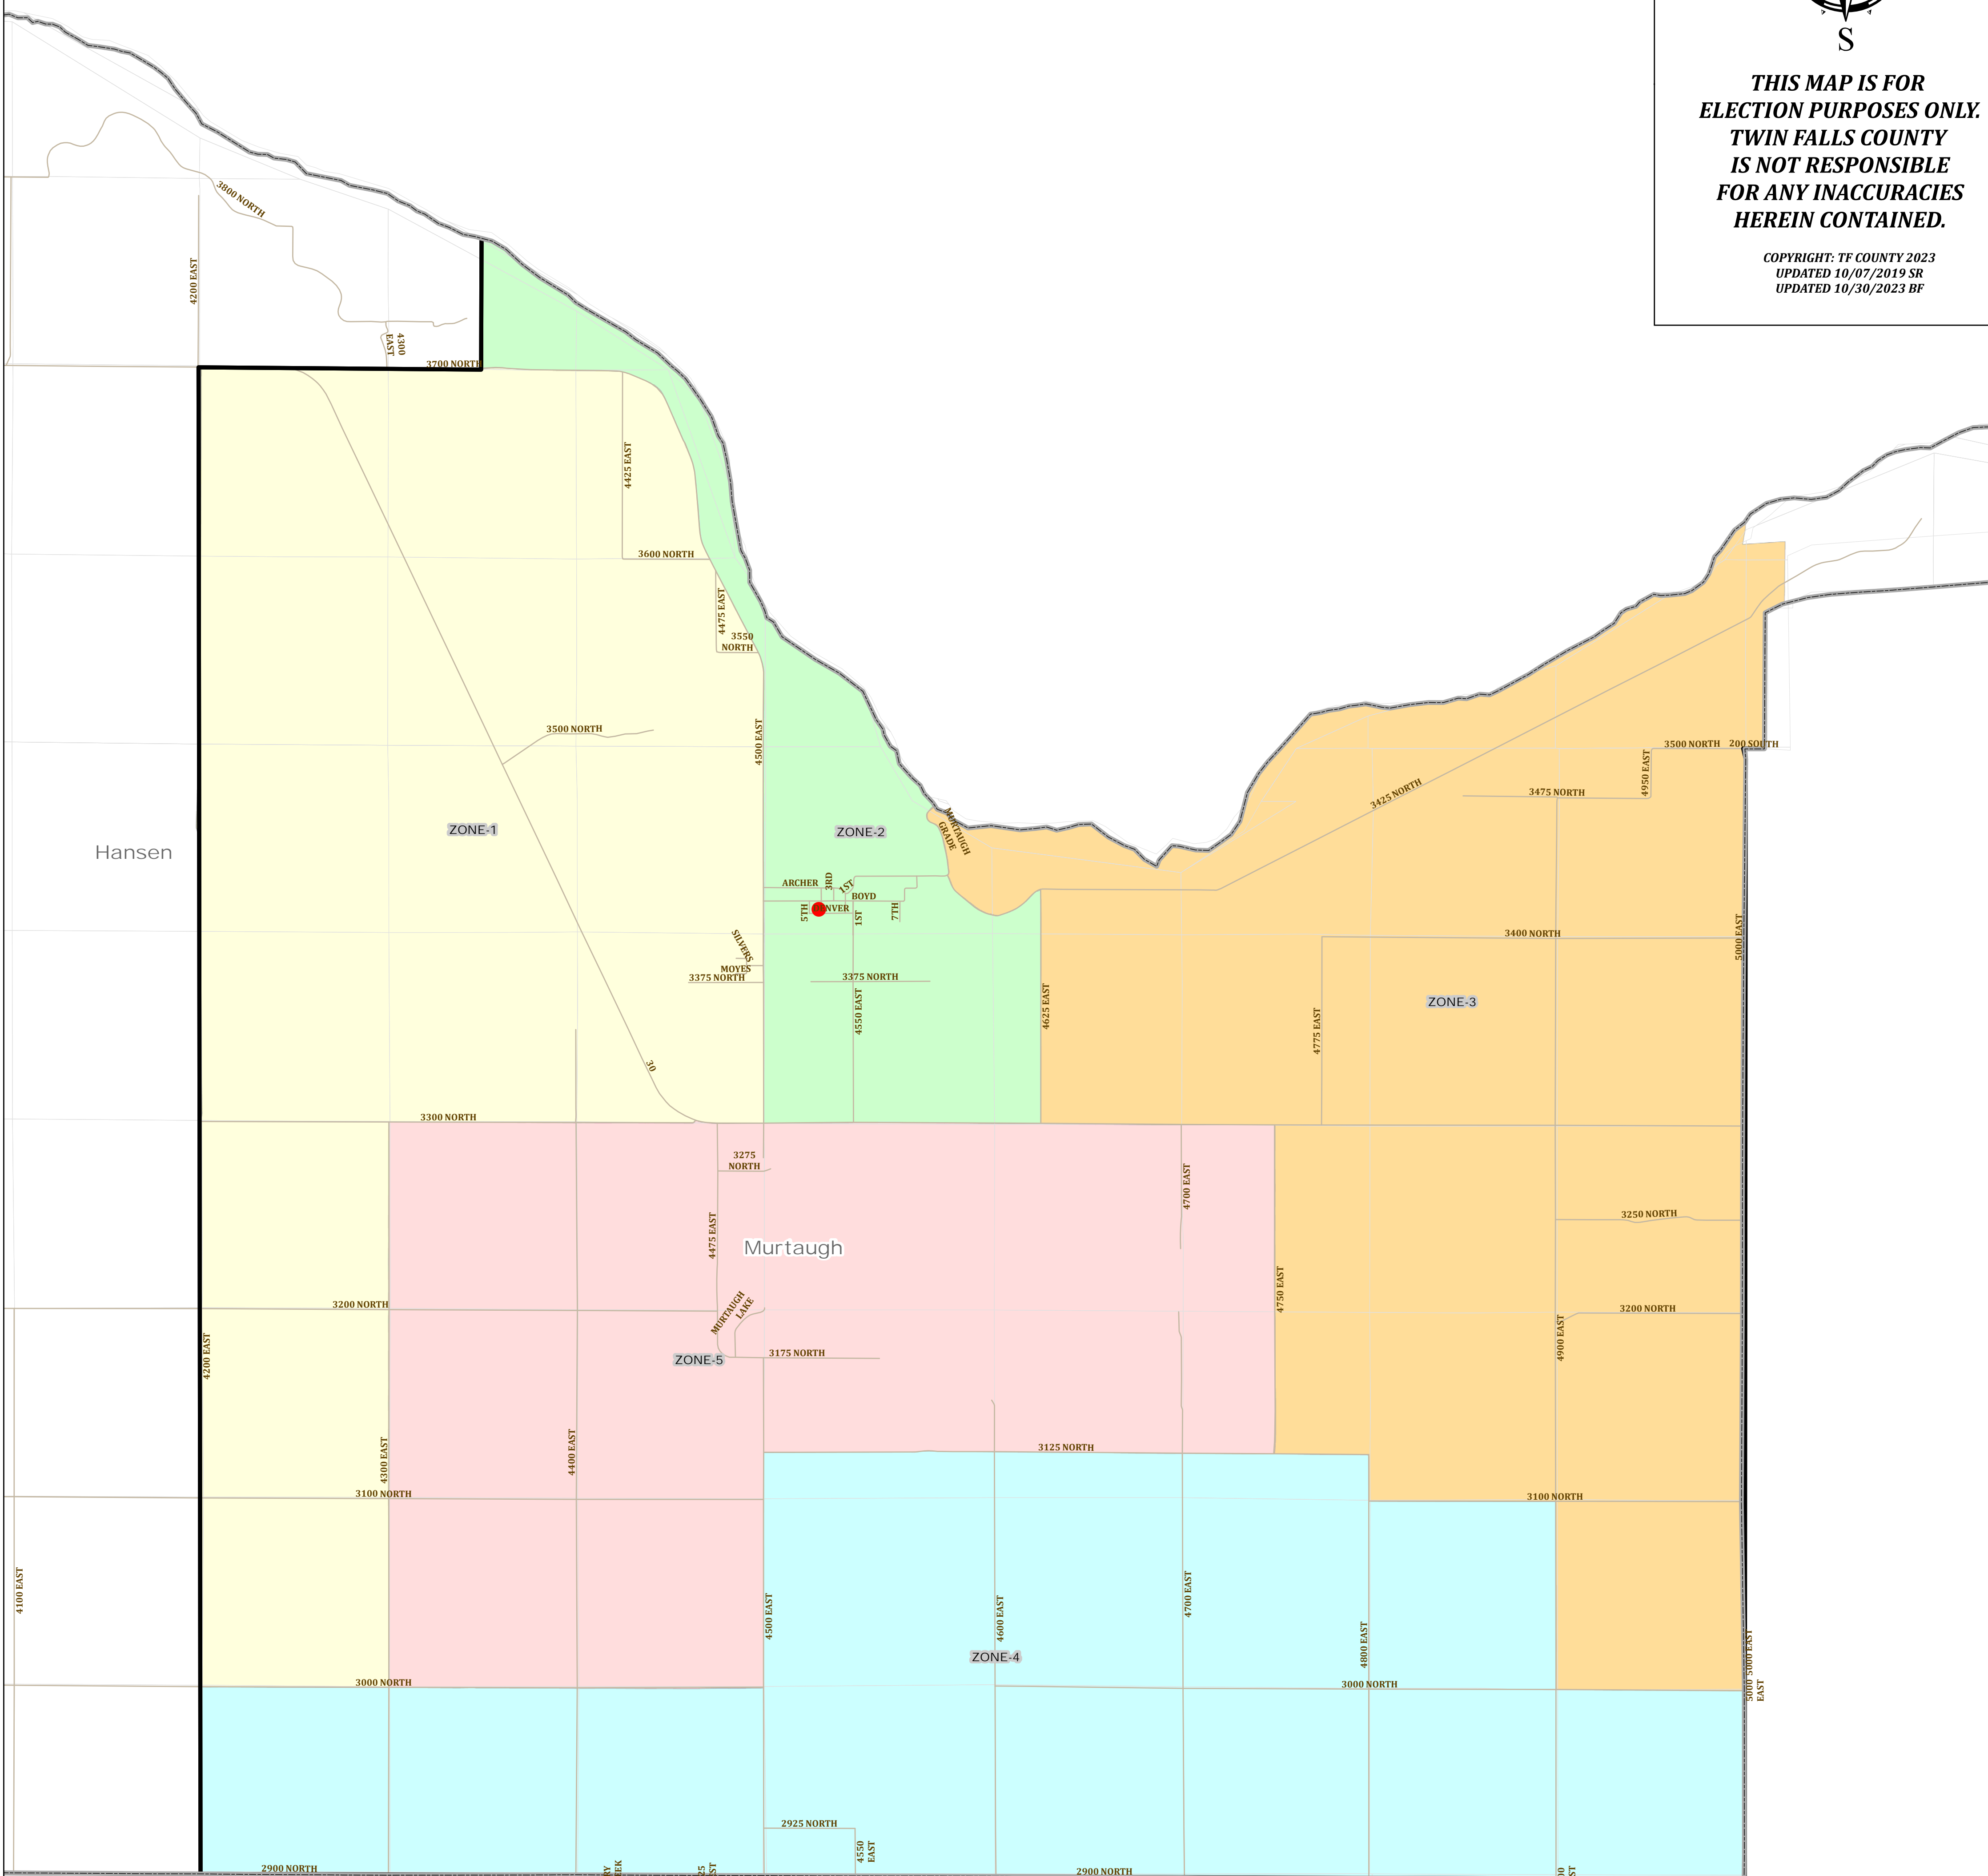 S
THIS MAP IS FOR
ELECTION PURPOSES ONLY.
TWIN FALLS COUNTY
IS NOT RESPONSIBLE
FOR ANY INACCURACIES
HEREIN CONTAINED.
COPYRIGHT: TF COUNTY 2023
UPDATED 10/07/2019 SR
UPDATED 10/30/2023 BF
3800 NORTH
4200 EAST
4300
EAST
3700 NORTH
4425 EAST
3600 NORTH
4475 EAST
3550
NORTH
3500 NORTH
4500 EAST
3500 NORTH
200 SOUTH
4950 EAST
3475 NORTH
3425 NORTH
ZONE-1
ZONE-2
MURTAUGH
GRADE
Hansen
ARCHER
3RD
1ST
BOYD
5TH
1ST
7TH
SILVERS
MOYES
3375 NORTH
3375 NORTH
4550 EAST
4625 EAST
3400 NORTH
5000 EAST
ZONE-3
4775 EAST
30
3300 NORTH
3275
NORTH
4700 EAST
4475 EAST
3250 NORTH
Murtaugh
4750 EAST
3200 NORTH
MURTAUGH
LAKE
3200 NORTH
4200 EAST
ZONE-5
3175 NORTH
4900 EAST
4300 EAST
4400 EAST
3125 NORTH
3100 NORTH
3100 NORTH
4100 EAST
4500 EAST
4600 EAST
4700 EAST
4800 EAST
5000 EAST
ZONE-4
3000 NORTH
3000 NORTH
5000
EAST
2925 NORTH
4550
EAST
2900 NORTH
2900 NORTH